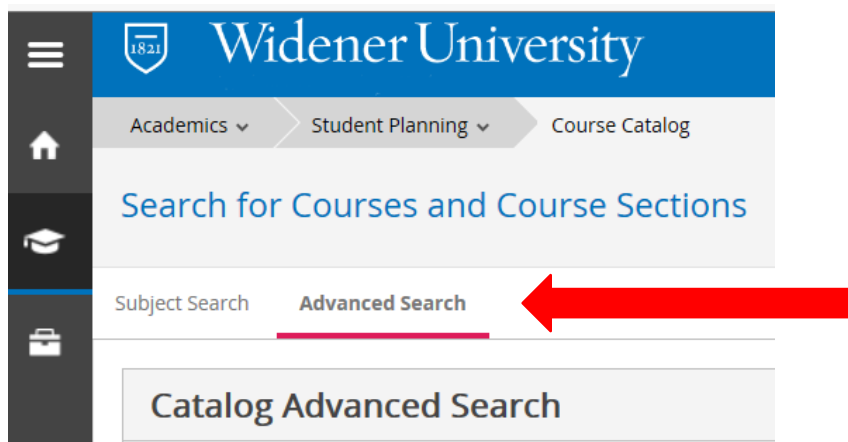 1821
Widener University
Academics
Student Planning
Course Catalog
Search for Courses and Course Sections
Subject Search
Advanced Search
Catalog Advanced Search